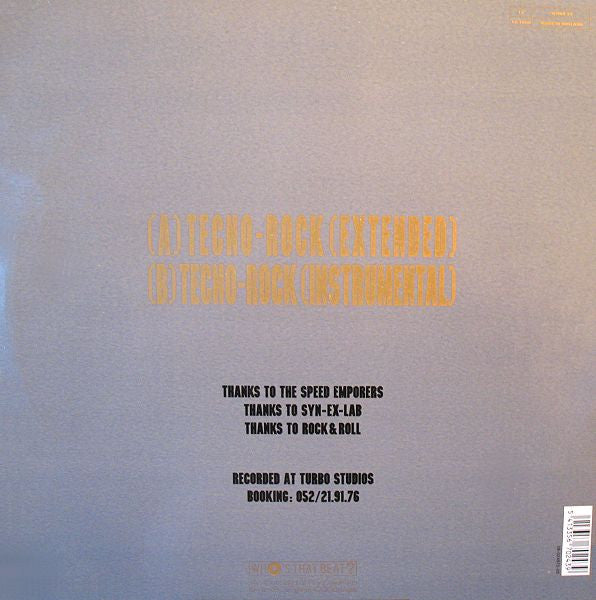 (A) TECNO-ROCK (EXTENDED)
(B) TECHO-ROCK (INSTRUMENTAL)
THANKS TO THE SPEED EMPORERS
THANKS TO SYN-EX-LAB
THANKS TO ROCK & ROLL
RECORDED AT TURBO STUDIOS
BOOKING: 052/21.91.76
WHO'S THAT BEAT?